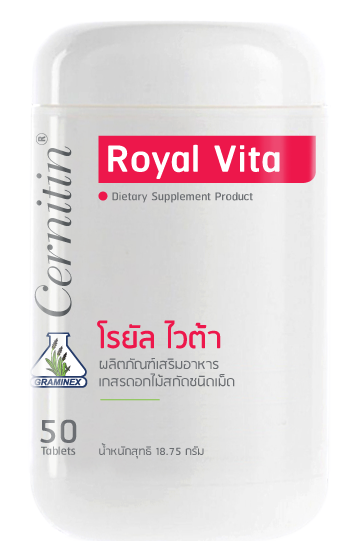 Cernitin®
Royal Vita
Dietary Supplement Product
โรยัล ไวต้า
ผลิตภัณฑ์เสริมอาหาร
เกสรดอกไม้สกัดชนิดเม็ด
GRAMINEX
50
Tablets
น้ำหนักสุทธิ 18.75 กรัม